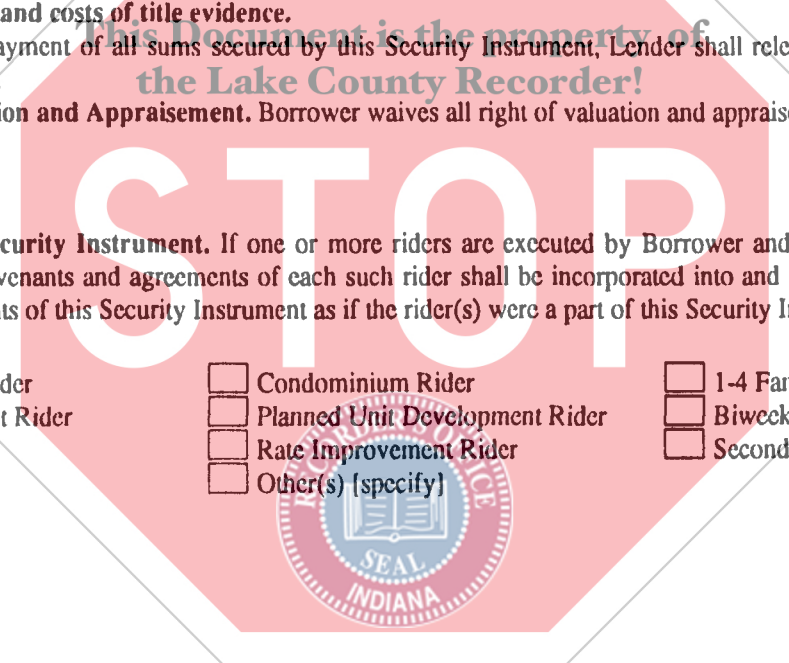 and costs of title evidence.
This Document is the property of
ayment of all sums secured by this Security Instrument, Lender shall rele
the Lake County Recorder!
ion and Appraisement. Borrower waives all right of valuation and appraise
STOP
curity Instrument. If one or more riders are executed by Borrower and
venants and agreements of each such rider shall be incorporated into and
ts of this Security Instrument as if the rider(s) were a part of this Security I
der Condominium Rider 1-4 Fam
t Rider Planned Unit Development Rider Biweek
Rate Improvement Rider Second
Other(s) [specify]
RECORDER'S OFFICE
SEAL
INDIANA